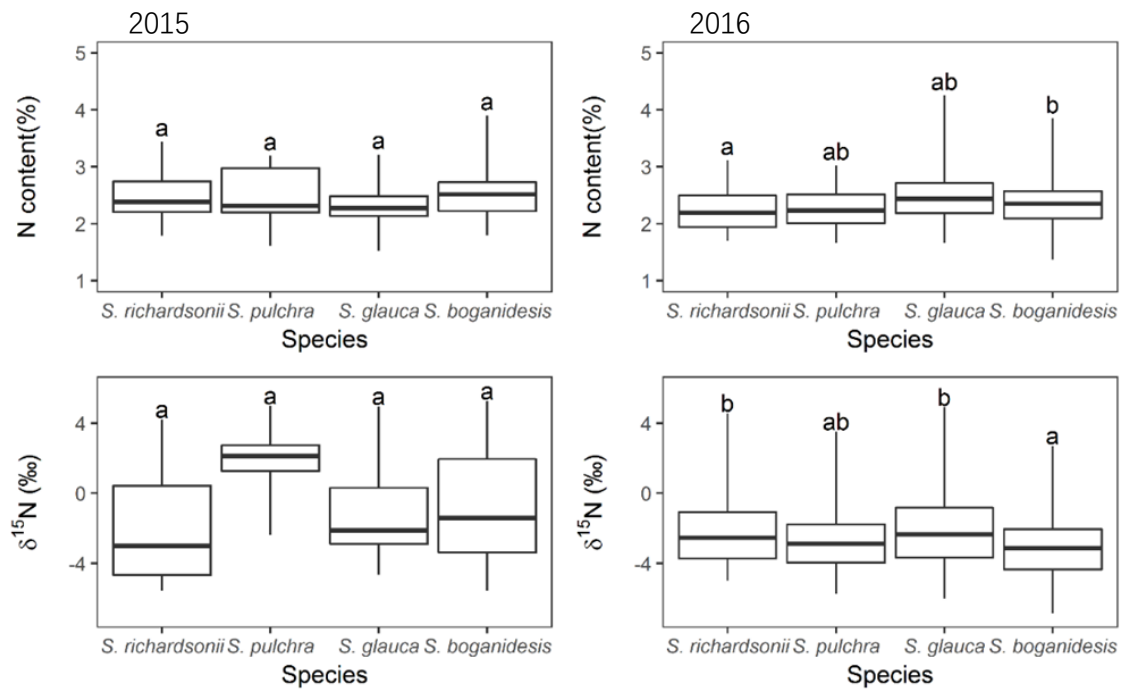 2015
5
4
3
2
1
N content(%)
a a a a
S. richardsonii S. pulchra S. glauca S. boganidesis
Species
2016
5
4
3
2
1
N content(%)
a ab ab b
S. richardsonii S. pulchra S. glauca S. boganidesis
Species
4
0
-4
δ¹⁵N (‰)
a a a a
S. richardsonii S. pulchra S. glauca S. boganidesis
Species
4
0
-4
δ¹⁵N (‰)
b ab b a
S. richardsonii S. pulchra S. glauca S. boganidesis
Species